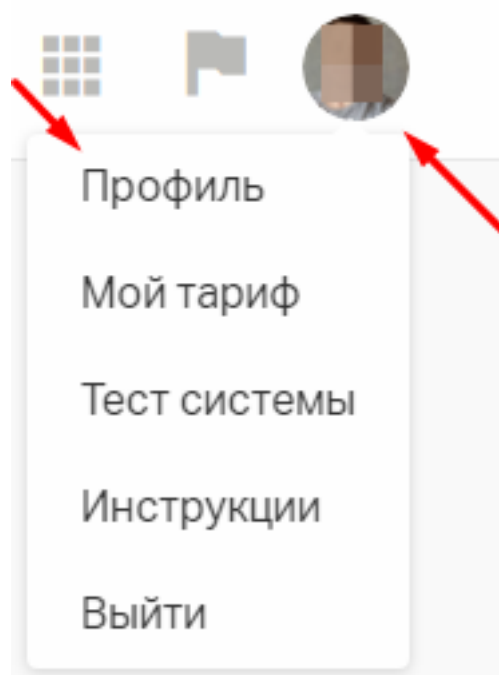 Профиль
Мой тариф
Тест системы
Инструкции
Выйти